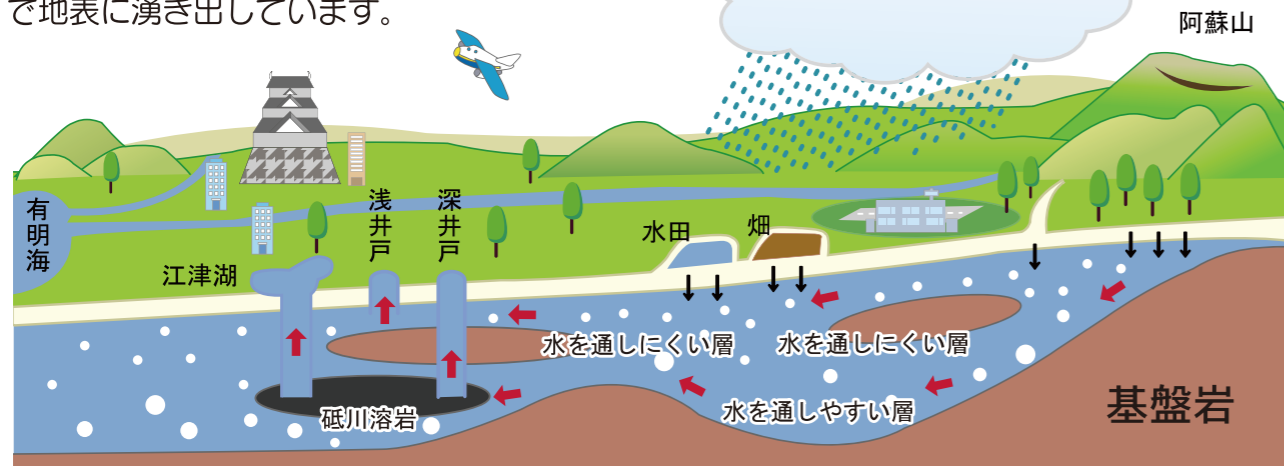 で地表に湧き出しています。
阿蘇山
有明海
浅井戸
深井戸
水田
畑
江津湖
水を通しにくい層
水を通しにくい層
砥川溶岩
水を通しやすい層
基盤岩